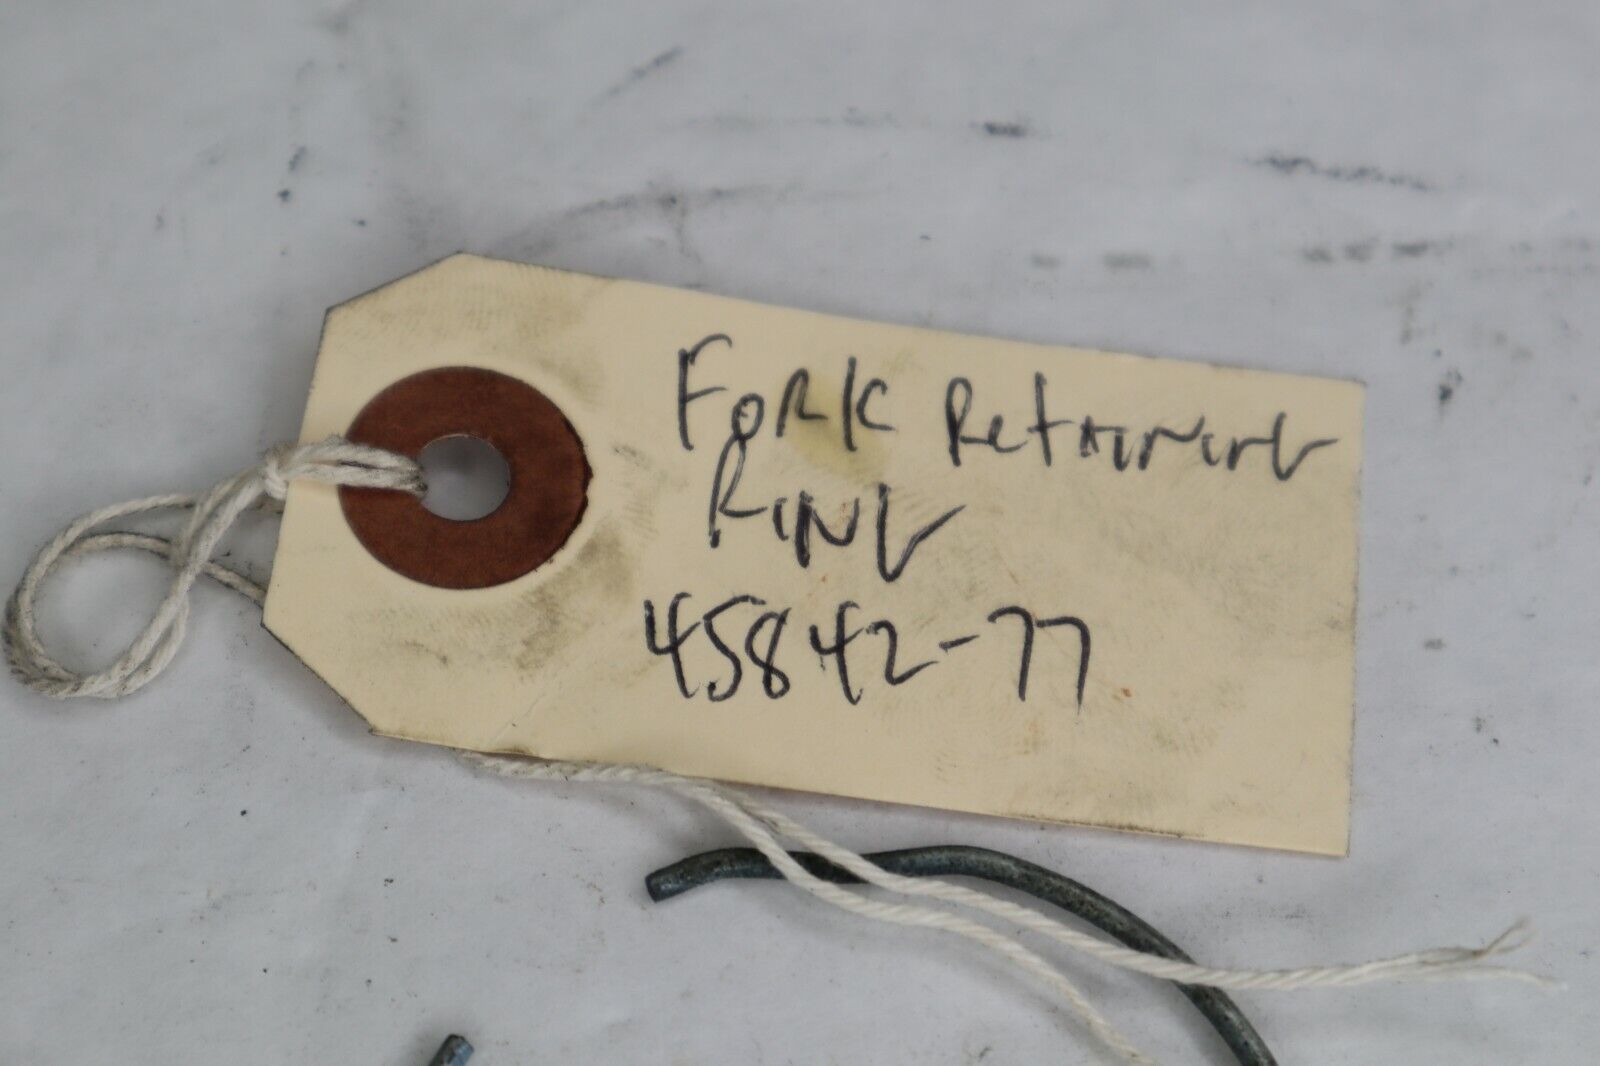 FORK RetAINING
RING
45842-77